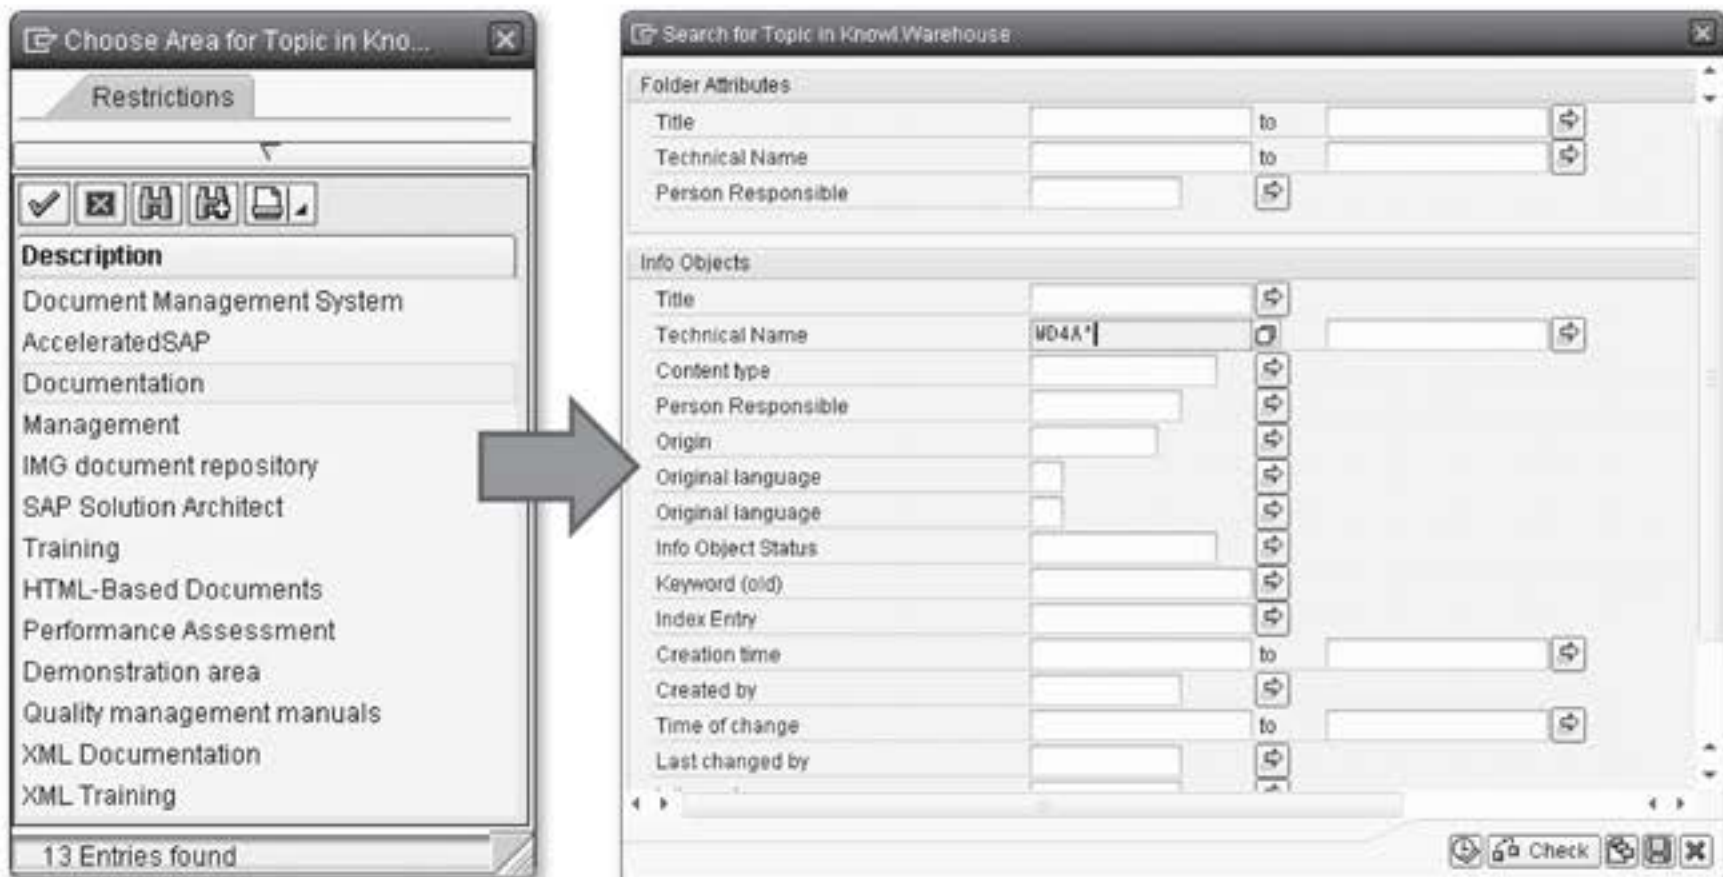 Choose Area for Topic in Kno...
Restrictions
Description
Document Management System
AcceleratedSAP
Documentation
Management
IMG document repository
SAP Solution Architect
Training
HTML-Based Documents
Performance Assessment
Demonstration area
Quality management manuals
XML Documentation
XML Training
13 Entries found
Search for Topic in Knowl.Warehouse
Folder Attributes
Title to
Technical Name to
Person Responsible
Info Objects
Title
Technical Name WD4A*
Content type
Person Responsible
Origin
Original language
Original language
Info Object Status
Keyword (old)
Index Entry
Creation time to
Created by
Time of change to
Last changed by
Check